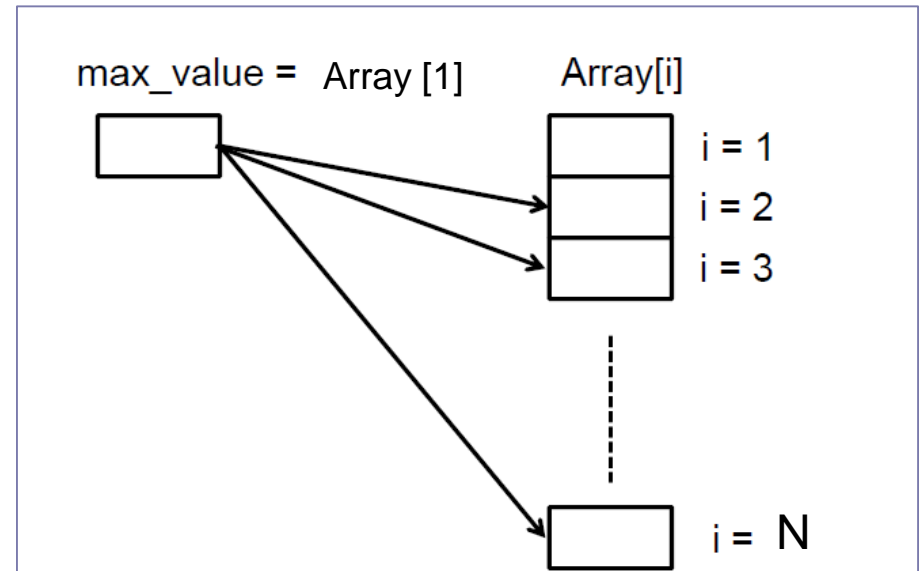 max_value = Array [1]
Array[i]
i = 1
i = 2
i = 3
i = N